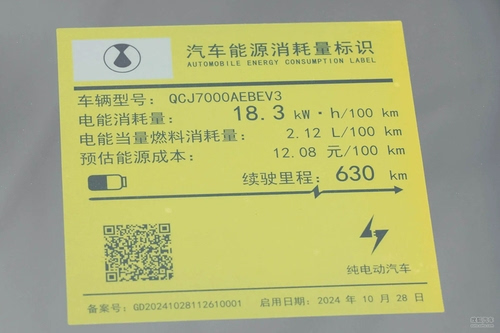 汽车能源消耗量标识
AUTOMOBILE ENERGY CONSUMPTION LABEL
车辆型号： QCJ7000AEBEV3
电能消耗量： 18.3 kW·h/100 km
电能当量燃料消耗量： 2.12 L/100 km
预估能源成本： 12.08 元/100 km
续驶里程： 630 km
纯电动汽车
备案号：GD20241028112610001 启用日期：2024 年 10 月 28 日